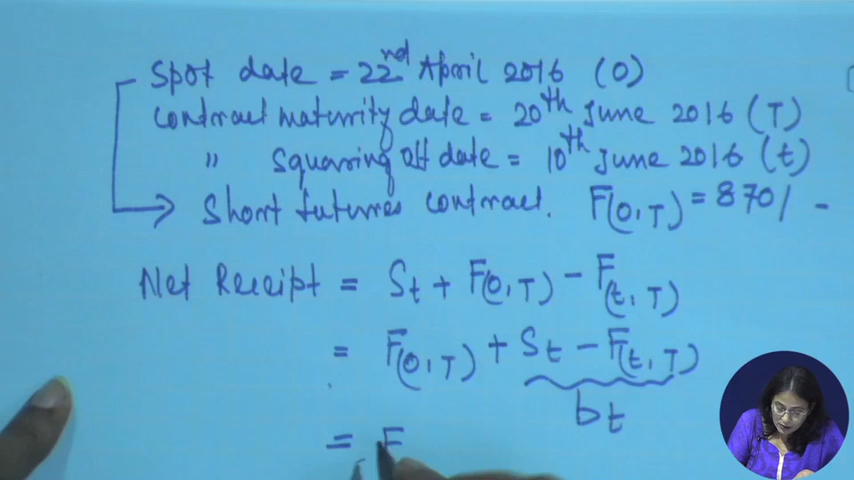 Spot date = 22nd April 2016 (0)
Contract maturity date = 20th June 2016 (T)
" Squaring off date = 10th June 2016 (t)
Short futures contract. F(0,T) = 870/-
Net Receipt = St + F(0,T) - F(t,T)
= F(0,T) + St - F(t,T)
bt
= F